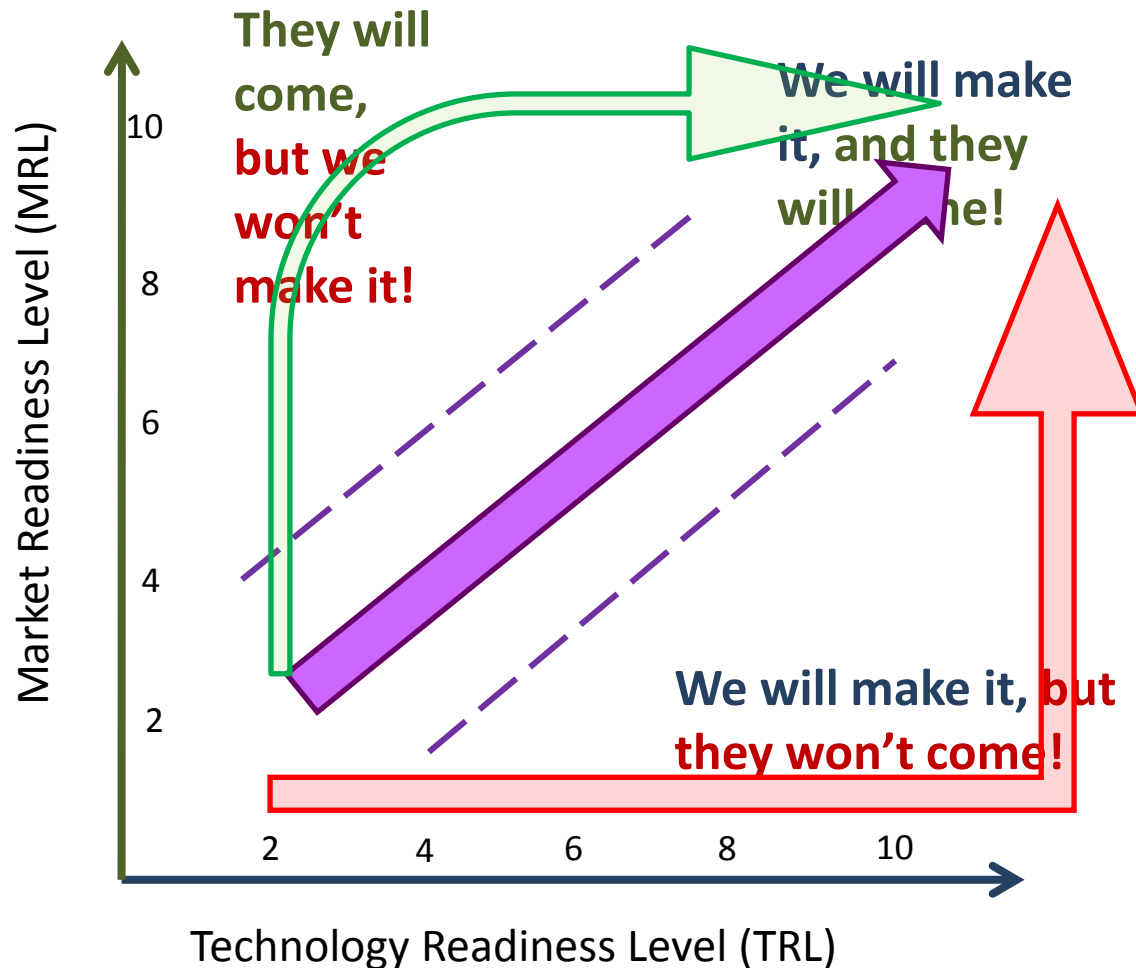 They will
come,
but we
won't
make it!
We will make
it, and they
will come!
Market Readiness Level (MRL)
10
8
6
4
2
We will make it, but
they won't come!
2 4 6 8 10
Technology Readiness Level (TRL)